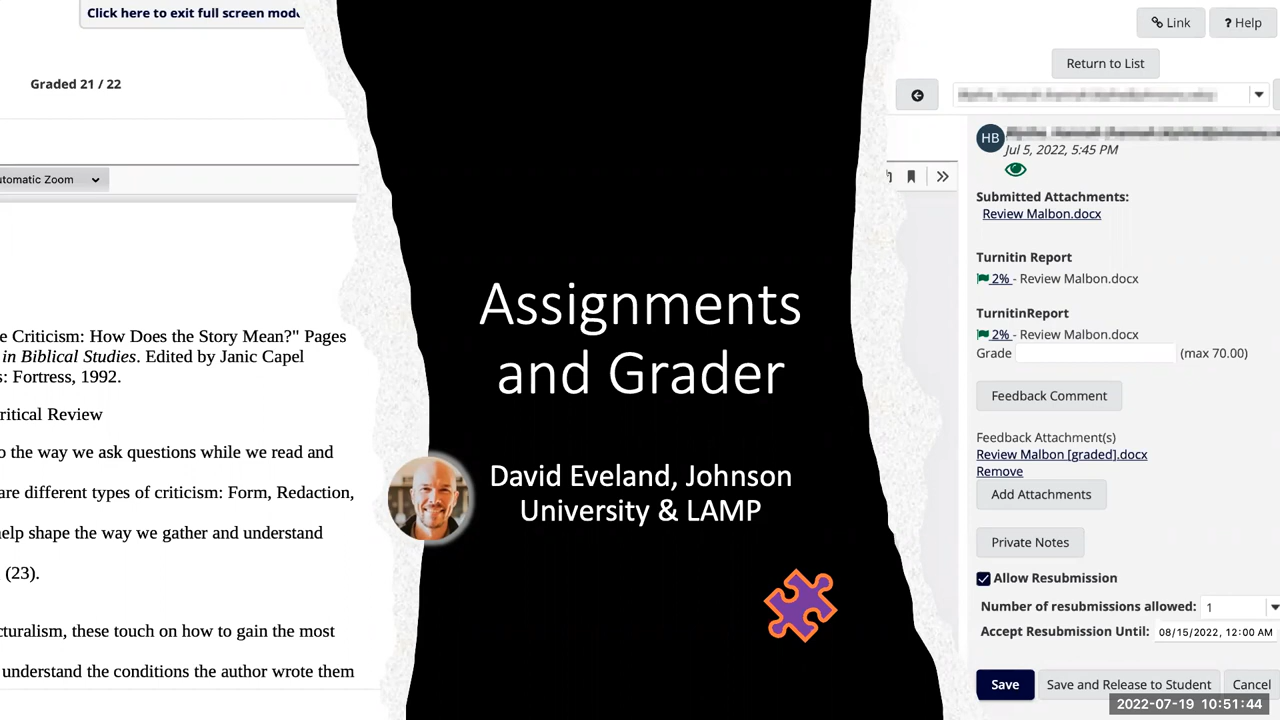 Click here to exit full screen mode
Graded 21 / 22
utomatic Zoom
e Criticism: How Does the Story Mean?" Pages
in Biblical Studies. Edited by Janic Capel
s: Fortress, 1992.
ritical Review
o the way we ask questions while we read and
are different types of criticism: Form, Redaction,
help shape the way we gather and understand
(23).
cturalism, these touch on how to gain the most
understand the conditions the author wrote them
Assignments
and Grader
David Eveland, Johnson
University & LAMP
Link
? Help
Return to List
HB
Jul 5, 2022, 5:45 PM
Submitted Attachments:
Review Malbon.docx
Turnitin Report
2% - Review Malbon.docx
TurnitinReport
2% - Review Malbon.docx
Grade (max 70.00)
Feedback Comment
Feedback Attachment(s)
Review Malbon [graded].docx
Remove
Add Attachments
Private Notes
Allow Resubmission
Number of resubmissions allowed: 1
Accept Resubmission Until: 08/15/2022, 12:00 AM
Save
Save and Release to Student
Cancel
2022-07-19 10:51:44